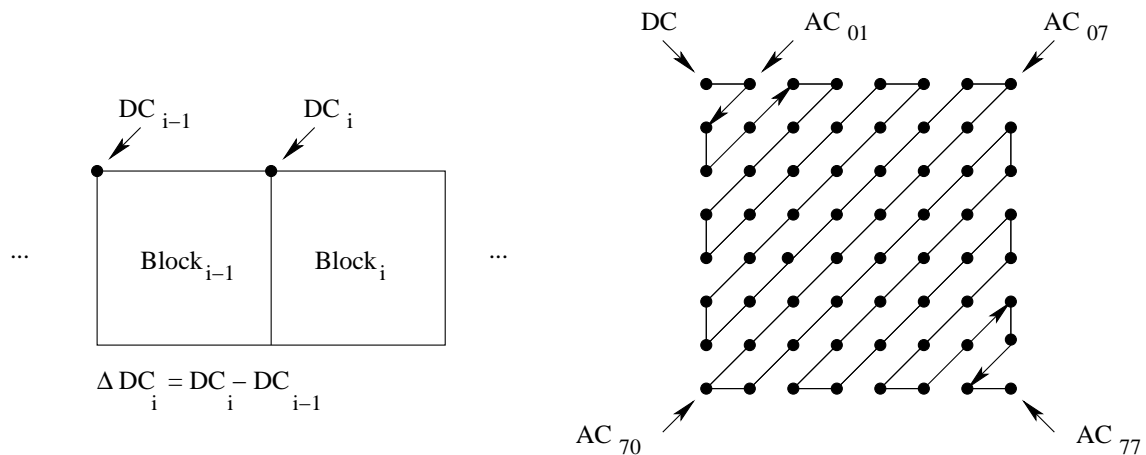 DC i–1
DC i
... Block i–1 Block i ...
Δ DC i = DC i – DC i–1
DC AC 01 AC 07
AC 70 AC 77